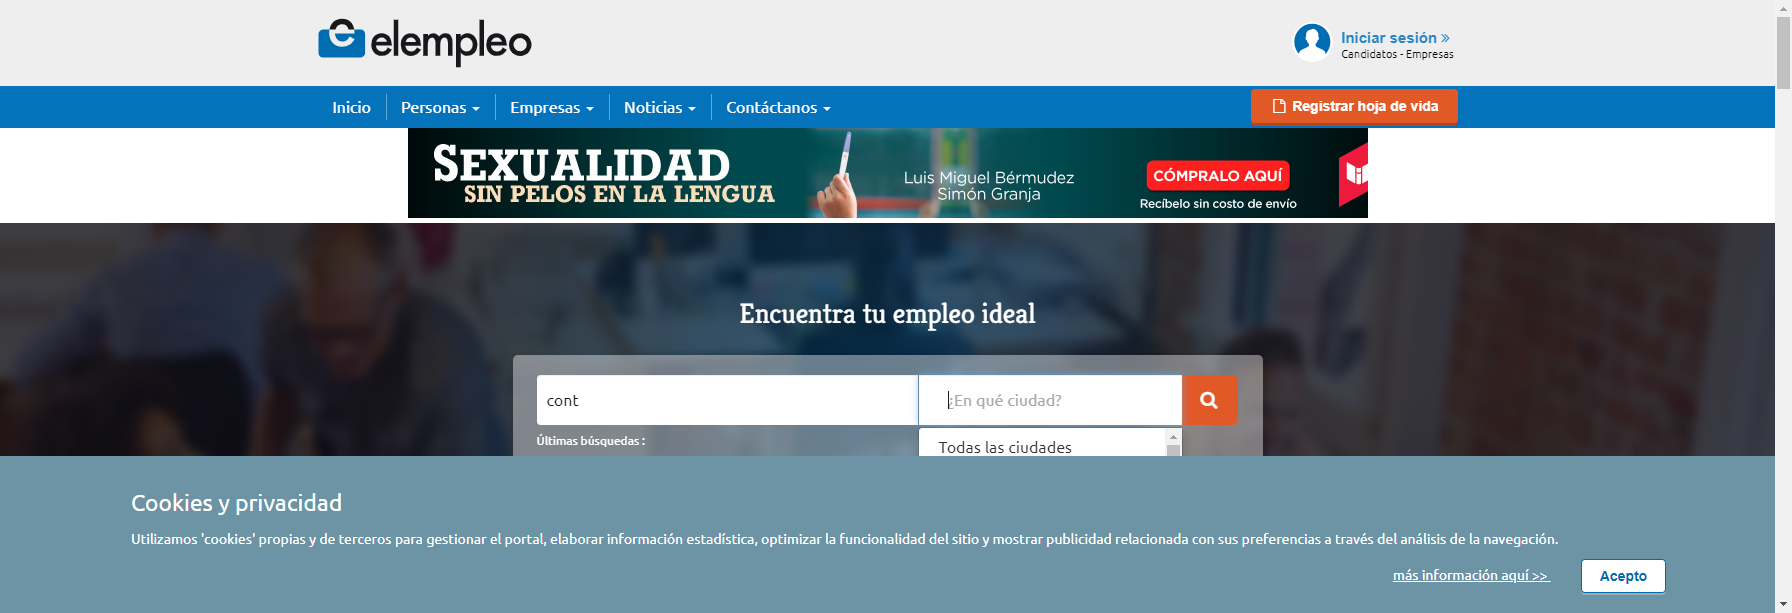 elempleo
Iniciar sesión »
Candidatos - Empresas
Inicio
Personas
Empresas
Noticias
Contáctanos
Registrar hoja de vida
SEXUALIDAD
SIN PELOS EN LA LENGUA
Luis Miguel Bérmudez
Simón Granja
CÓMPRALO AQUÍ
Recíbelo sin costo de envío
Encuentra tu empleo ideal
cont
¿En qué ciudad?
Últimas búsquedas :
Todas las ciudades
Cookies y privacidad
Utilizamos 'cookies' propias y de terceros para gestionar el portal, elaborar información estadística, optimizar la funcionalidad del sitio y mostrar publicidad relacionada con sus preferencias a través del análisis de la navegación.
más información aquí >>
Acepto